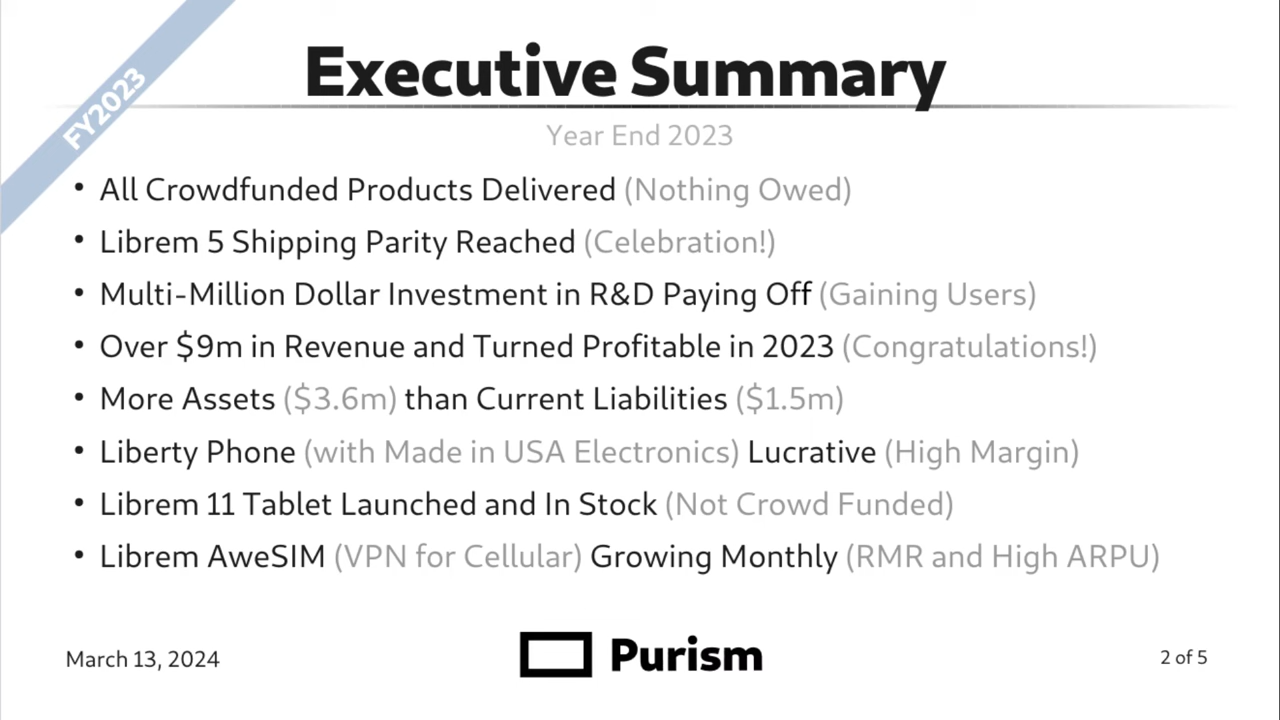 FY2023
Executive Summary
Year End 2023
• All Crowdfunded Products Delivered (Nothing Owed)
• Librem 5 Shipping Parity Reached (Celebration!)
• Multi-Million Dollar Investment in R&D Paying Off (Gaining Users)
• Over $9m in Revenue and Turned Profitable in 2023 (Congratulations!)
• More Assets ($3.6m) than Current Liabilities ($1.5m)
• Liberty Phone (with Made in USA Electronics) Lucrative (High Margin)
• Librem 11 Tablet Launched and In Stock (Not Crowd Funded)
• Librem AweSIM (VPN for Cellular) Growing Monthly (RMR and High ARPU)
March 13, 2024
Purism
2 of 5